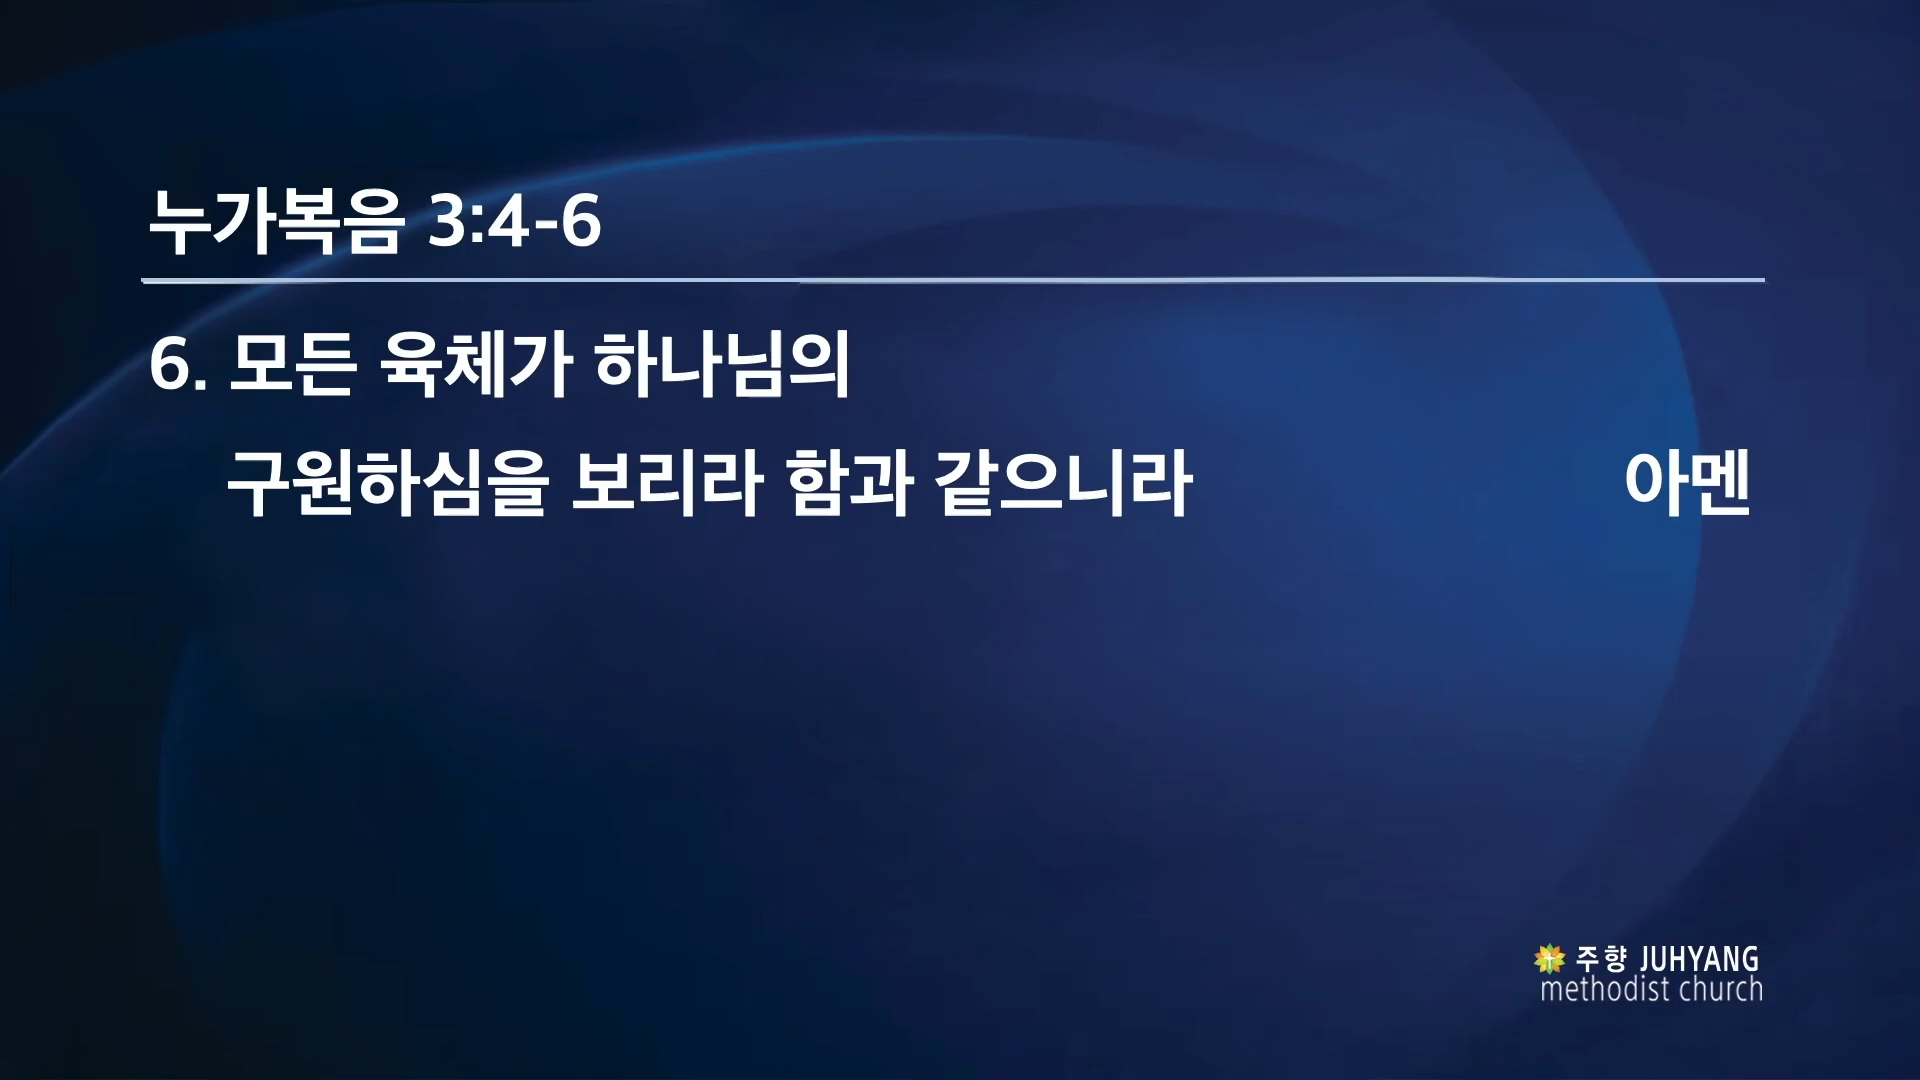 누가복음 3:4-6
6. 모든 육체가 하나님의
구원하심을 보리라 함과 같으니라 아멘
주향 JUHYANG
methodist church